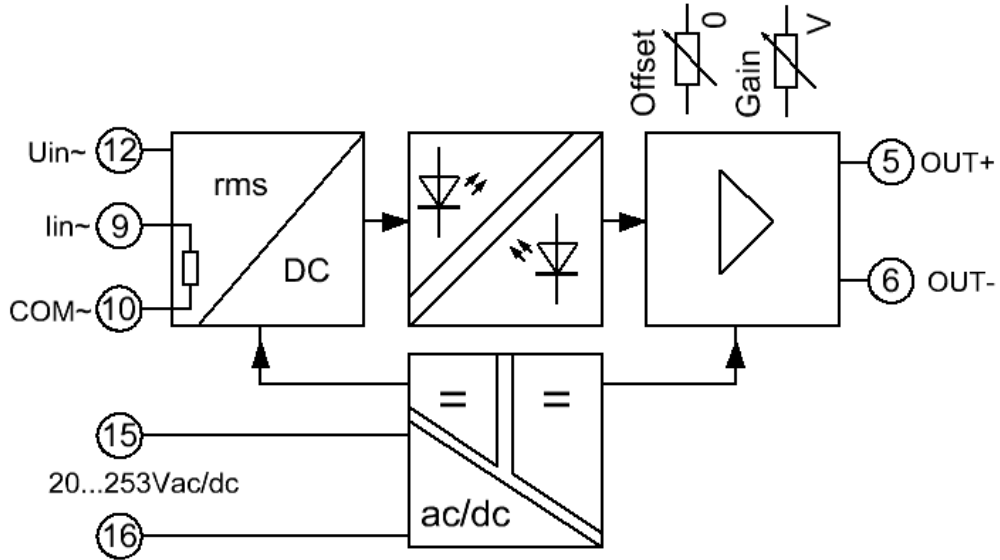 Offset
0
Gain
V
Uin~ 12
rms
Iin~ 9
DC
COM~ 10
5 OUT+
6 OUT-
=
=
15
20...253Vac/dc
ac/dc
16